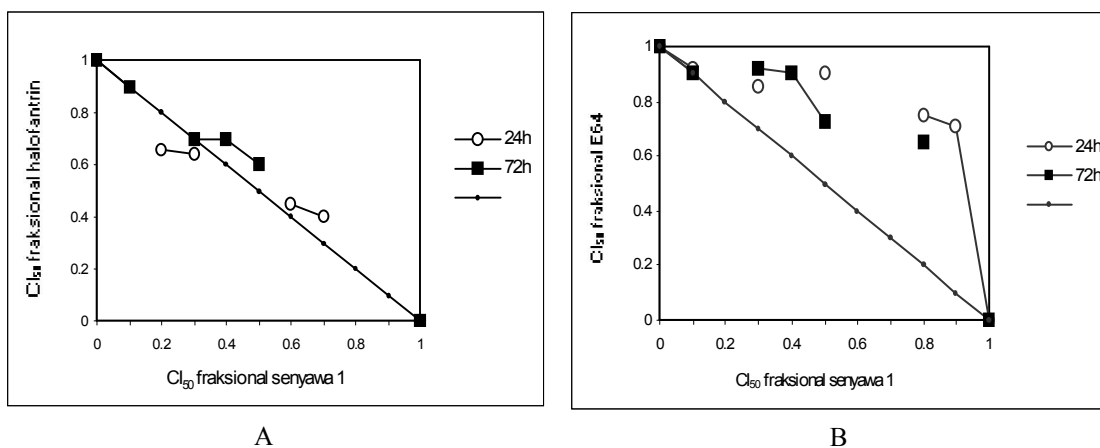 CI₅₀ fraksional halofantrin
1
0.8
0.6
0.4
0.2
0
0 0.2 0.4 0.6 0.8 1
CI₅₀ fraksional senyawa 1
24h
72h
A
CI₅₀ fraksional E64
1
0.8
0.6
0.4
0.2
0
0 0.2 0.4 0.6 0.8 1
CI₅₀ fraksional senyawa 1
24h
72h
B